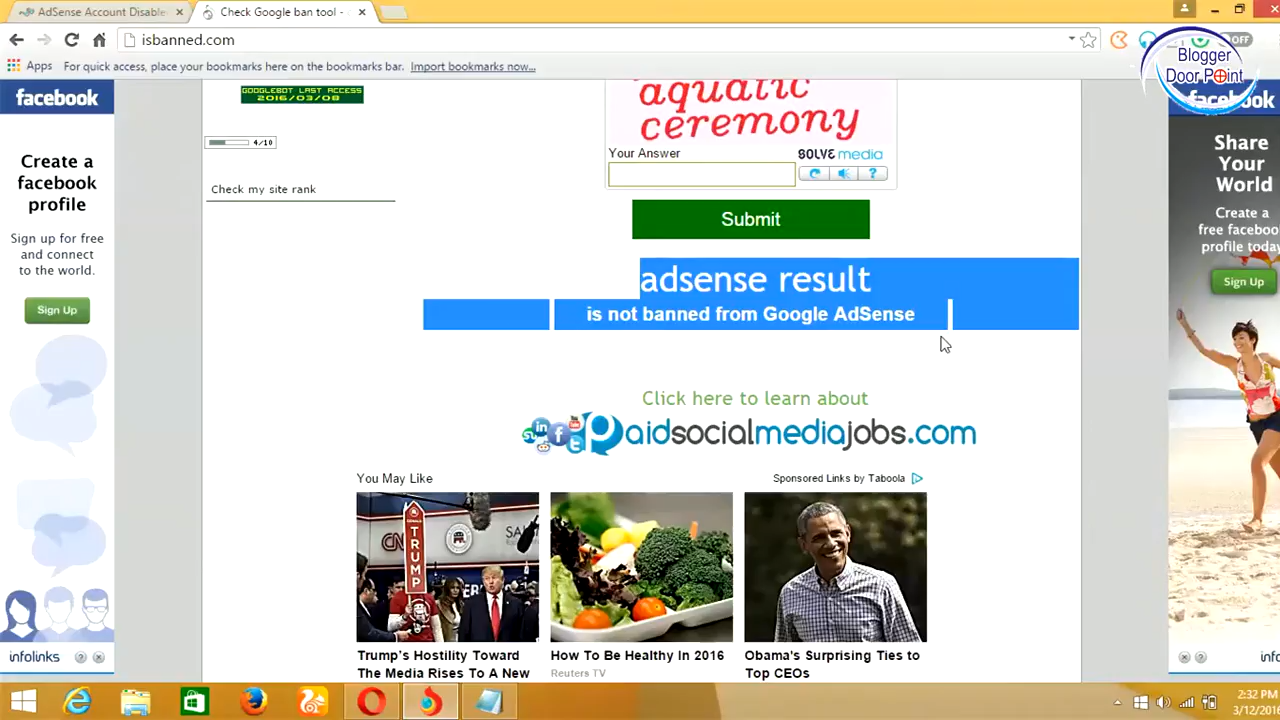 AdSense Account Disable
Check Google ban tool -
isbanned.com
OFF
Apps
For quick access, place your bookmarks here on the bookmarks bar.
Import bookmarks now...
Blogger
Door Point
facebook
Create a
facebook
profile
Sign up for free
and connect
to the world.
Sign Up
infolinks
GOOGLEBOT LAST ACCESS
2016/03/08
4/10
Check my site rank
aquatic
ceremony
Your Answer
SOLVE media
Submit
adsense result
is not banned from Google AdSense
Click here to learn about
paidsocialmediajobs.com
You May Like
Sponsored Links by Taboola
CNN
TRUMP
Trump's Hostility Toward
The Media Rises To A New
How To Be Healthy In 2016
Reuters TV
Obama's Surprising Ties to
Top CEOs
facebook
Share
Your
World
Create a
free facebook
profile today
Sign Up
info
2:32 PM
3/12/2016